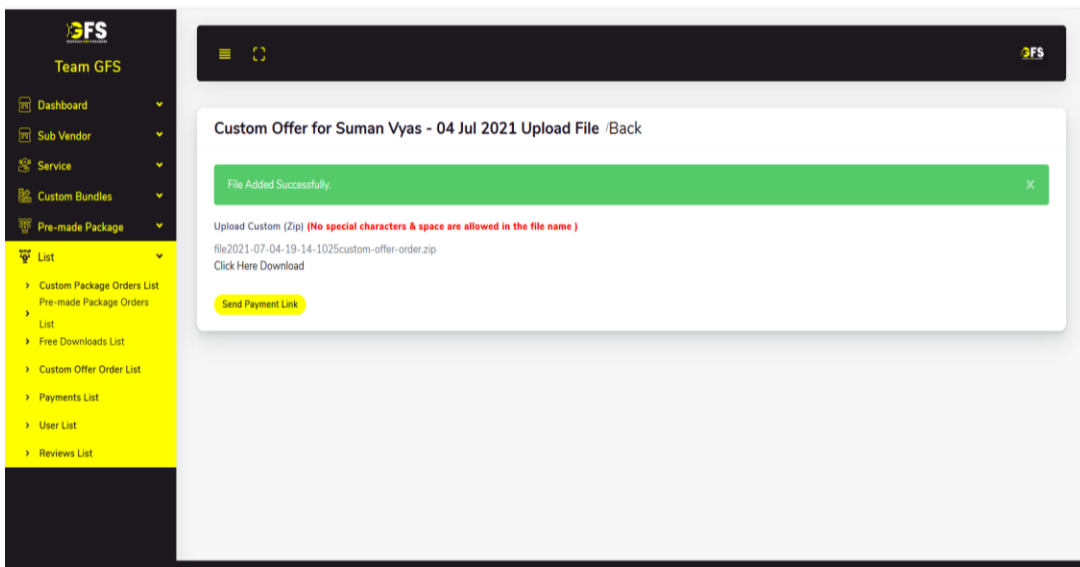 GFS
Team GFS
Dashboard
Sub Vendor
Service
Custom Bundles
Pre-made Package
List
Custom Package Orders List
Pre-made Package Orders
List
Free Downloads List
Custom Offer Order List
Payments List
User List
Reviews List
GFS
Custom Offer for Suman Vyas - 04 Jul 2021 Upload File /Back
File Added Successfully.
X
Upload Custom (Zip) (No special characters & space are allowed in the file name )
file2021-07-04-19-14-1025custom-offer-order.zip
Click Here Download
Send Payment Link